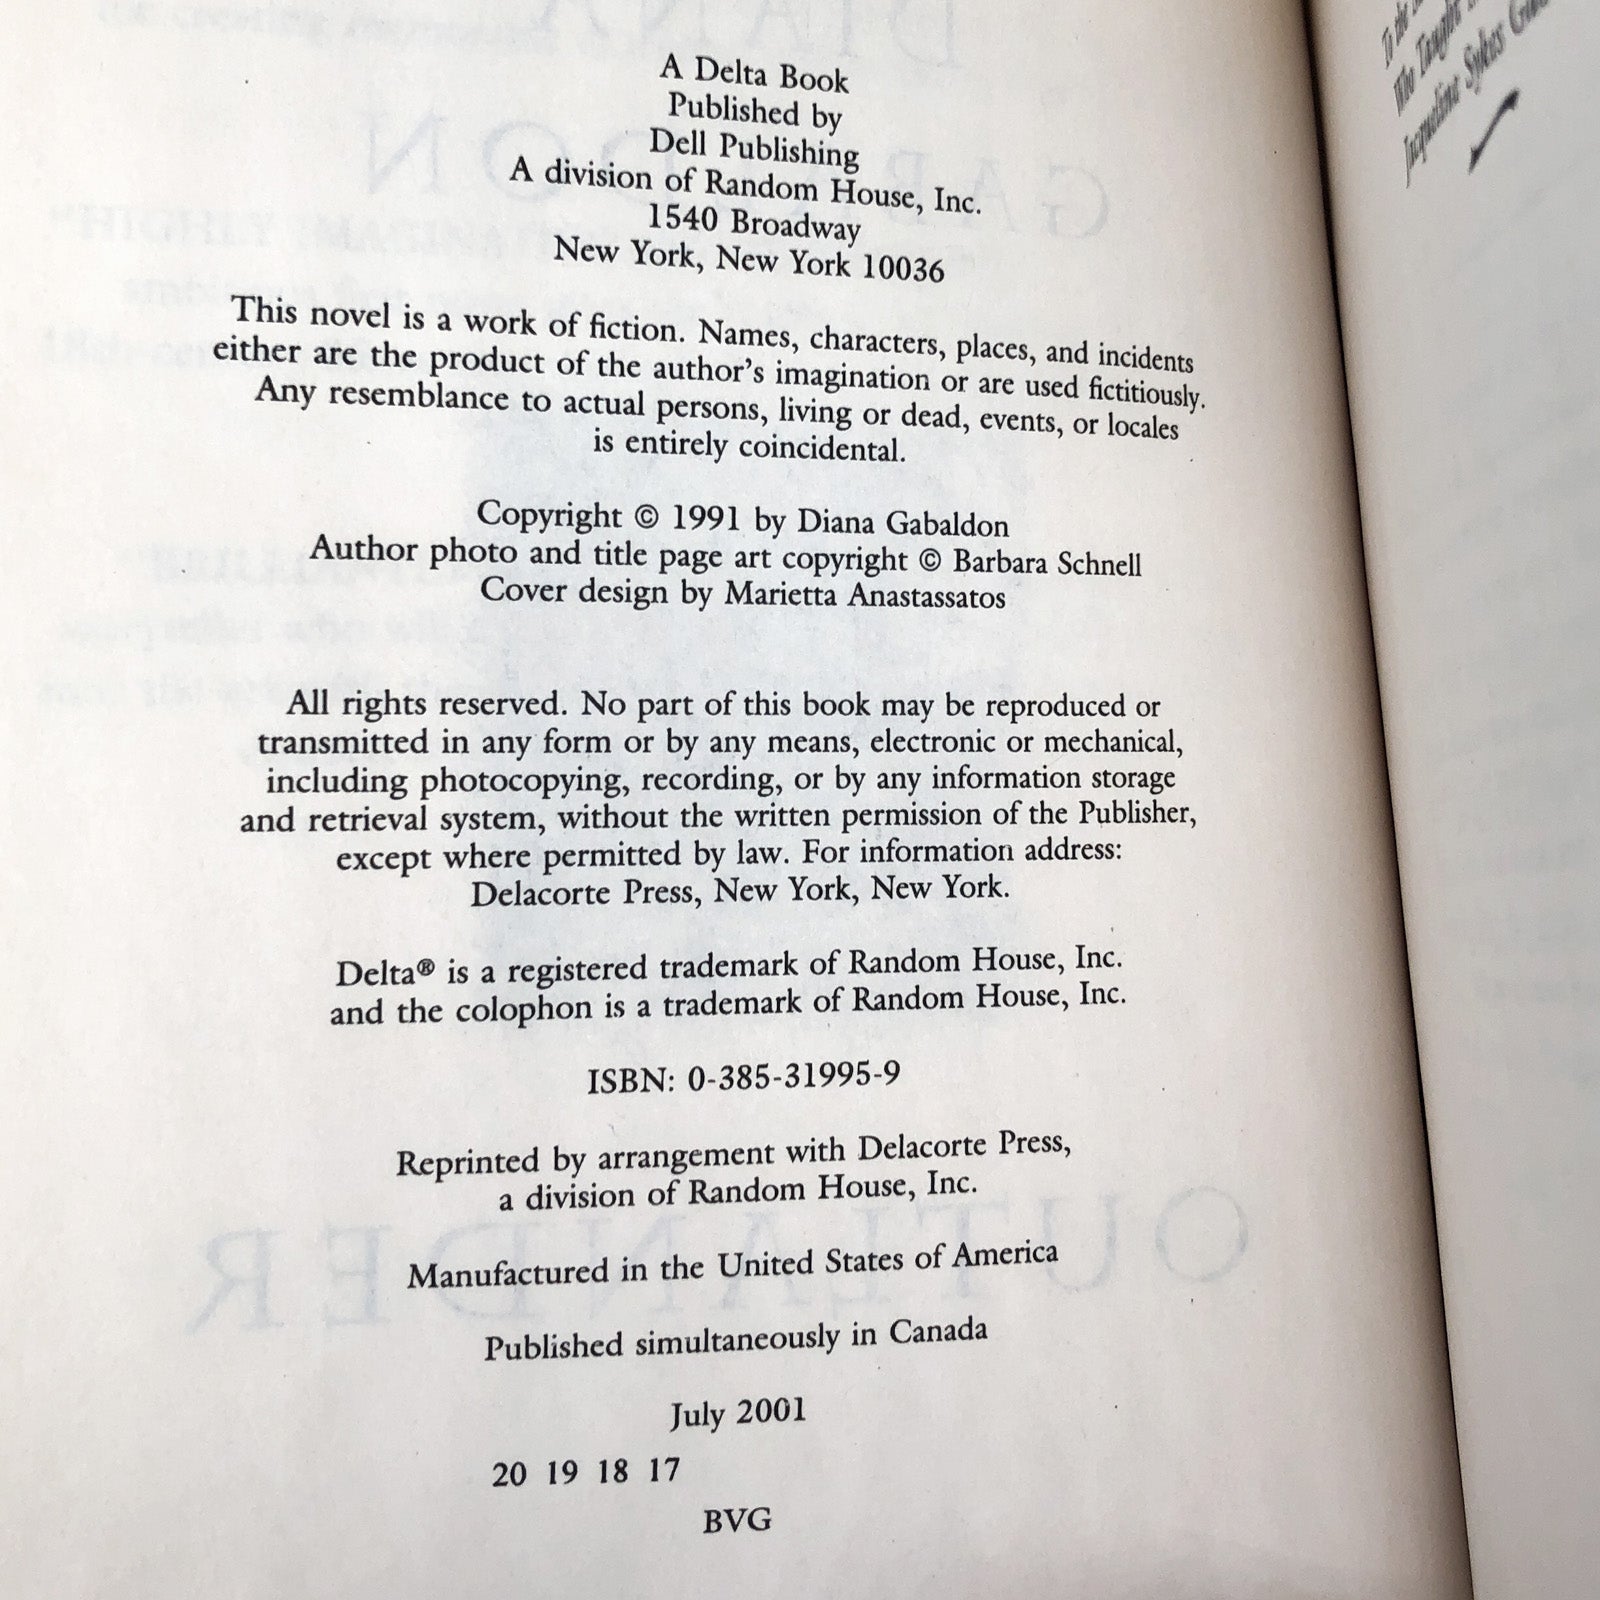 A Delta Book
Published by
Dell Publishing
A division of Random House, Inc.
1540 Broadway
New York, New York 10036
This novel is a work of fiction. Names, characters, places, and incidents
either are the product of the author's imagination or are used fictitiously.
Any resemblance to actual persons, living or dead, events, or locales
is entirely coincidental.
Copyright © 1991 by Diana Gabaldon
Author photo and title page art copyright © Barbara Schnell
Cover design by Marietta Anastassatos
All rights reserved. No part of this book may be reproduced or
transmitted in any form or by any means, electronic or mechanical,
including photocopying, recording, or by any information storage
and retrieval system, without the written permission of the Publisher,
except where permitted by law. For information address:
Delacorte Press, New York, New York.
Delta® is a registered trademark of Random House, Inc.
and the colophon is a trademark of Random House, Inc.
ISBN: 0-385-31995-9
Reprinted by arrangement with Delacorte Press,
a division of Random House, Inc.
Manufactured in the United States of America
Published simultaneously in Canada
July 2001
20 19 18 17
BVG
To the
Who Taught
Jacqueline Sykes
DIANA
GABALDON
OUTLANDER